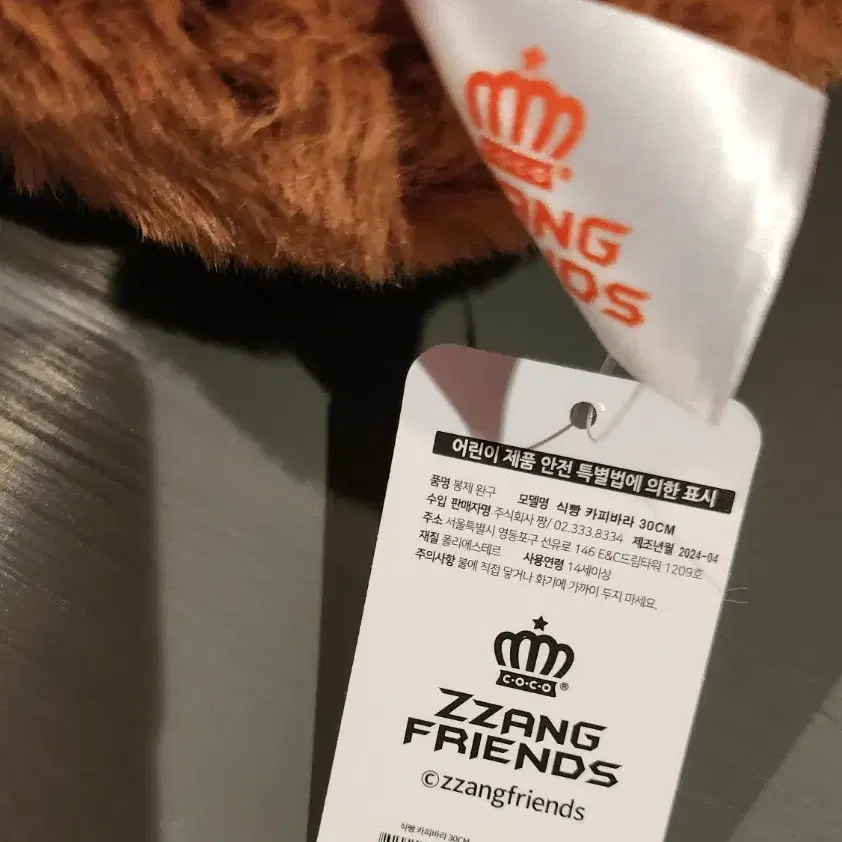 ZZANG
FRIENDS
어린이 제품 안전 특별법에 의한 표시
품명 봉제 완구 모델명 식빵 카피바라 30CM
수입 판매자명 주식회사 짱/ 02.333.8334 제조년월 2024-04
주소 서울특별시 영등포구 선유로 146 E&C드림타워 1209호
재질 폴리에스테르 사용연령 14세이상
주의사항 불에 직접 닿거나 화기에 가까이 두지 마세요.
C·O·C·O ®
ZZANG
FRIENDS
©zzangfriends
식빵 카피바라 30CM